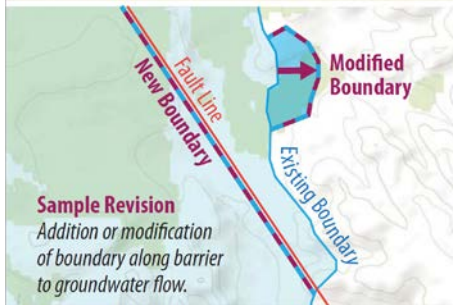 Modified
Boundary
Fault Line
New Boundary
Existing Boundary
Sample Revision
Addition or modification
of boundary along barrier
to groundwater flow.